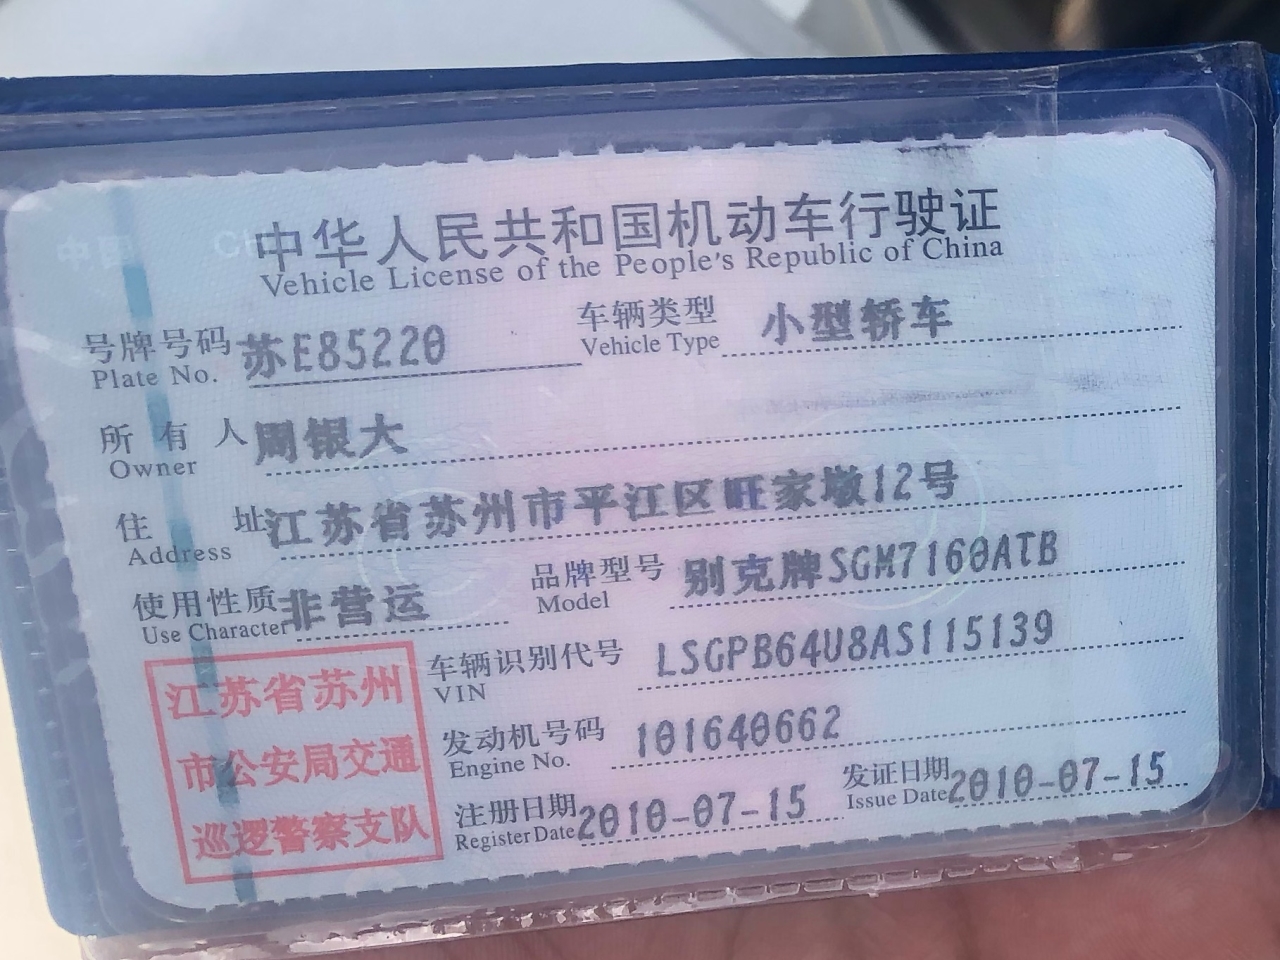 中华人民共和国机动车行驶证
Vehicle License of the People's Republic of China
号牌号码 苏E85220 车辆类型 小型轿车
Plate No. Vehicle Type
所有人 周银大
Owner
住址 江苏省苏州市平江区旺家墩12号
Address
使用性质 非营运 品牌型号 别克牌SGM7160ATB
Use Character Model
车辆识别代号 LSGPB64U8AS115139
VIN
发动机号码 101640662
Engine No.
注册日期 2010-07-15 发证日期 2010-07-15
Register Date Issue Date
江苏省苏州
市公安局交通
巡逻警察支队